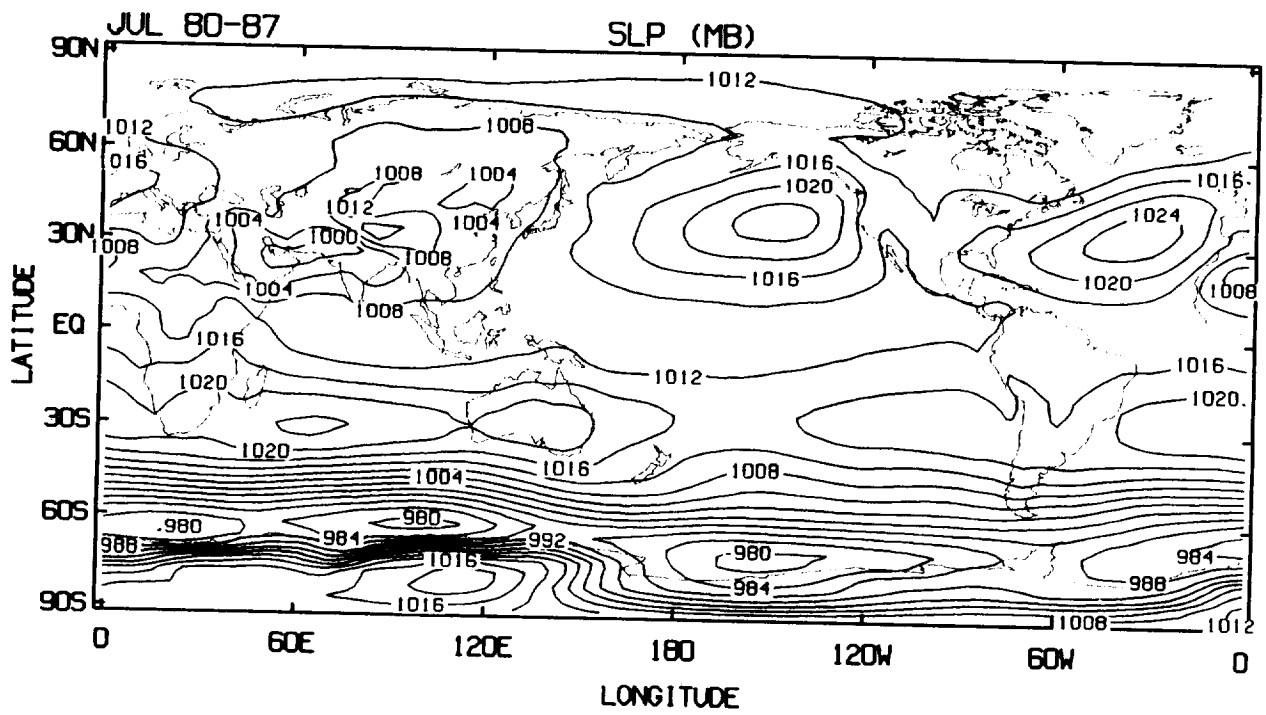 JUL 80-87 SLP (MB)
90N
1012
1012 1008
60N
1016 1016 1016
1008 1004 1020
1012 1024
1004 1004
1000
30N
1008 1008 1016 1020
1004 1008
1008
EQ
1016 1016
1020 1012 1020
30S
1020 1016 1008
1004
60S
980 980
988 984 992 980 984
1016 984 988
90S 1016 1008 1012
0 60E 120E 180 120W 60W 0
LATITUDE
LONGITUDE